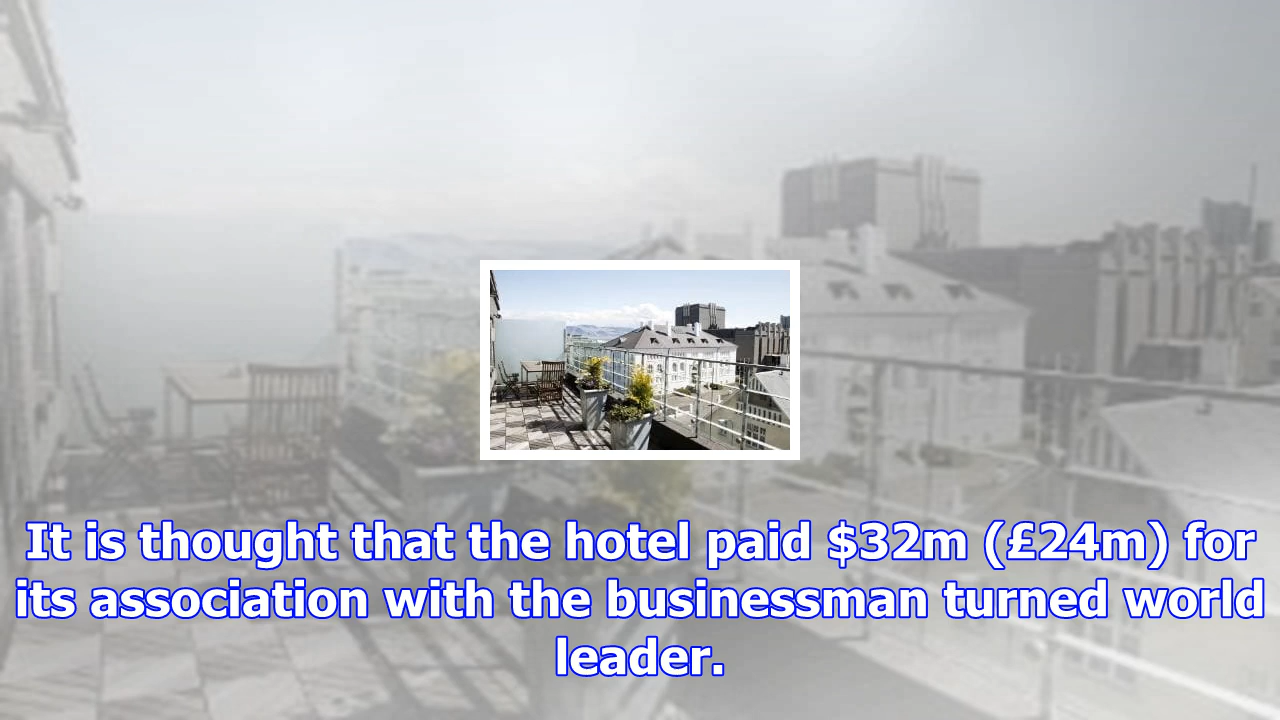 It is thought that the hotel paid $32m (£24m) for
its association with the businessman turned world
leader.